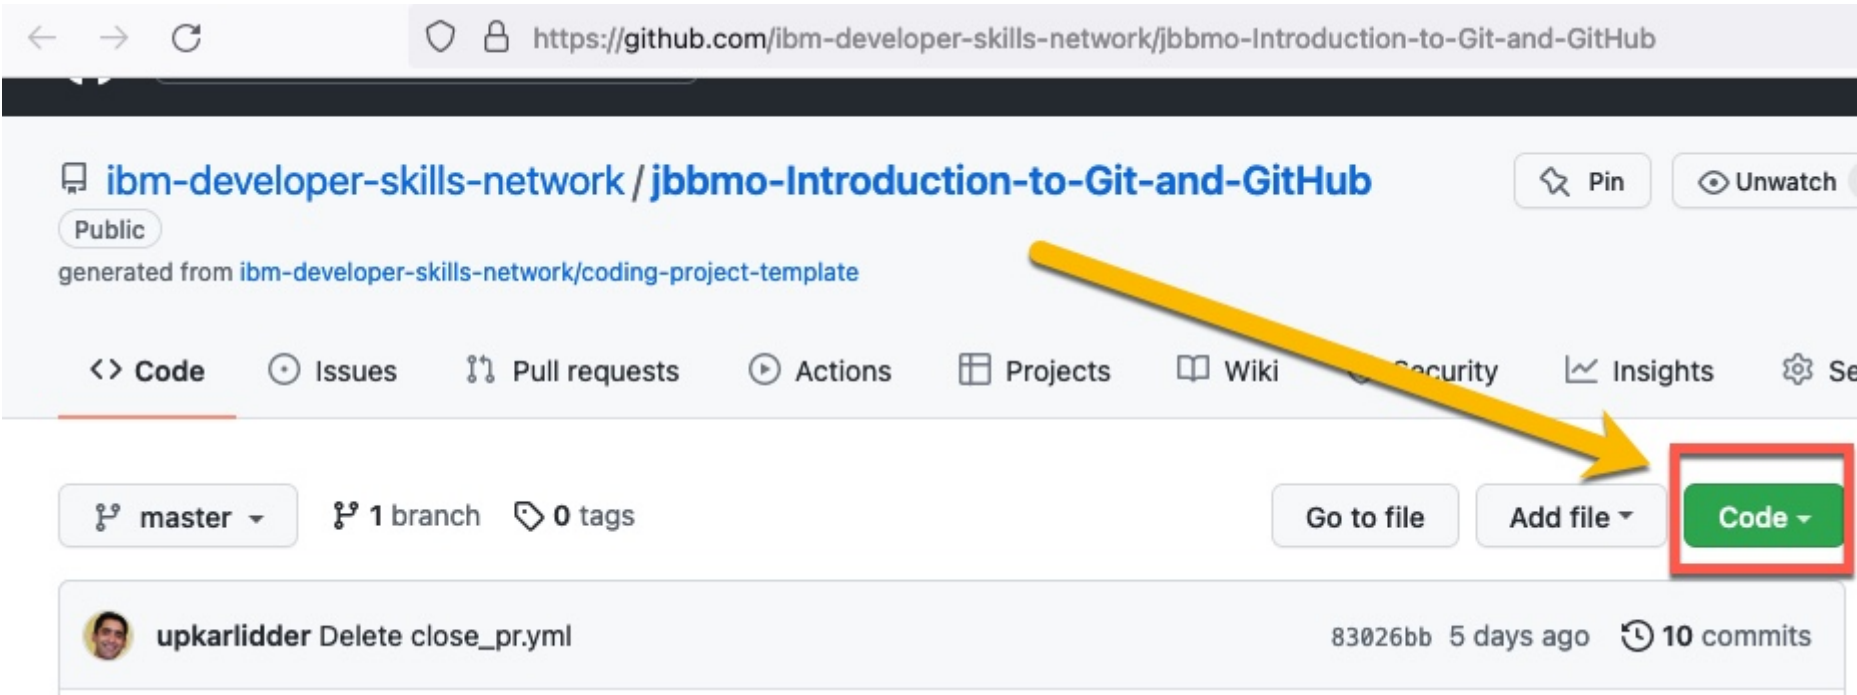 https://github.com/ibm-developer-skills-network/jbbmo-Introduction-to-Git-and-GitHub
ibm-developer-skills-network / jbbmo-Introduction-to-Git-and-GitHub Pin Unwatch
Public
generated from ibm-developer-skills-network/coding-project-template
<> Code Issues Pull requests Actions Projects Wiki Security Insights Se
master 1 branch 0 tags Go to file Add file Code
upkarlidder Delete close_pr.yml 83026bb 5 days ago 10 commits